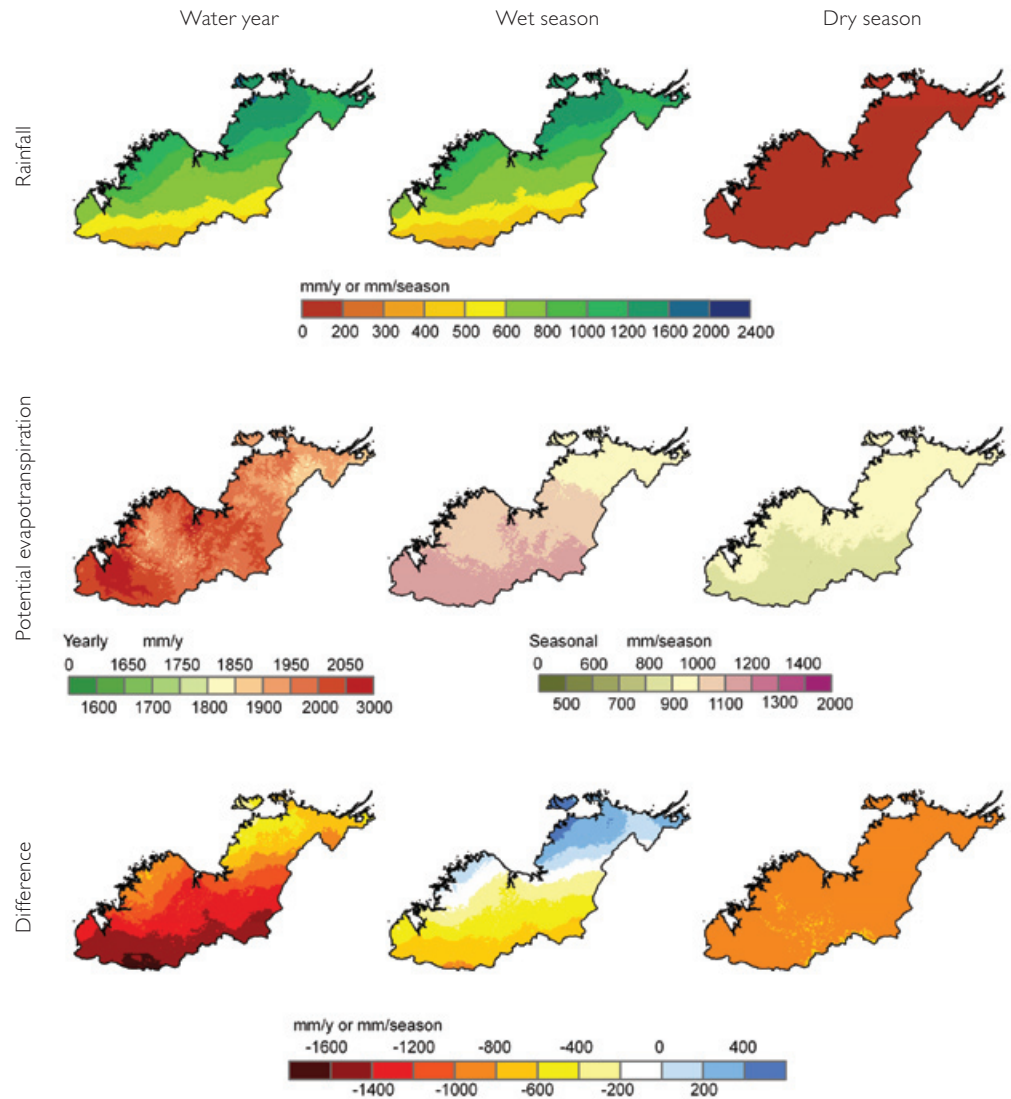 Water year Wet season Dry season
Rainfall
mm/y or mm/season
0 200 300 400 500 600 800 1000 1200 1600 2000 2400
Potential evapotranspiration
Yearly mm/y
0 1650 1750 1850 1950 2050
1600 1700 1800 1900 2000 3000
Seasonal mm/season
0 600 800 1000 1200 1400
500 700 900 1100 1300 2000
Difference
mm/y or mm/season
-1600 -1200 -800 -400 0 400
-1400 -1000 -600 -200 200